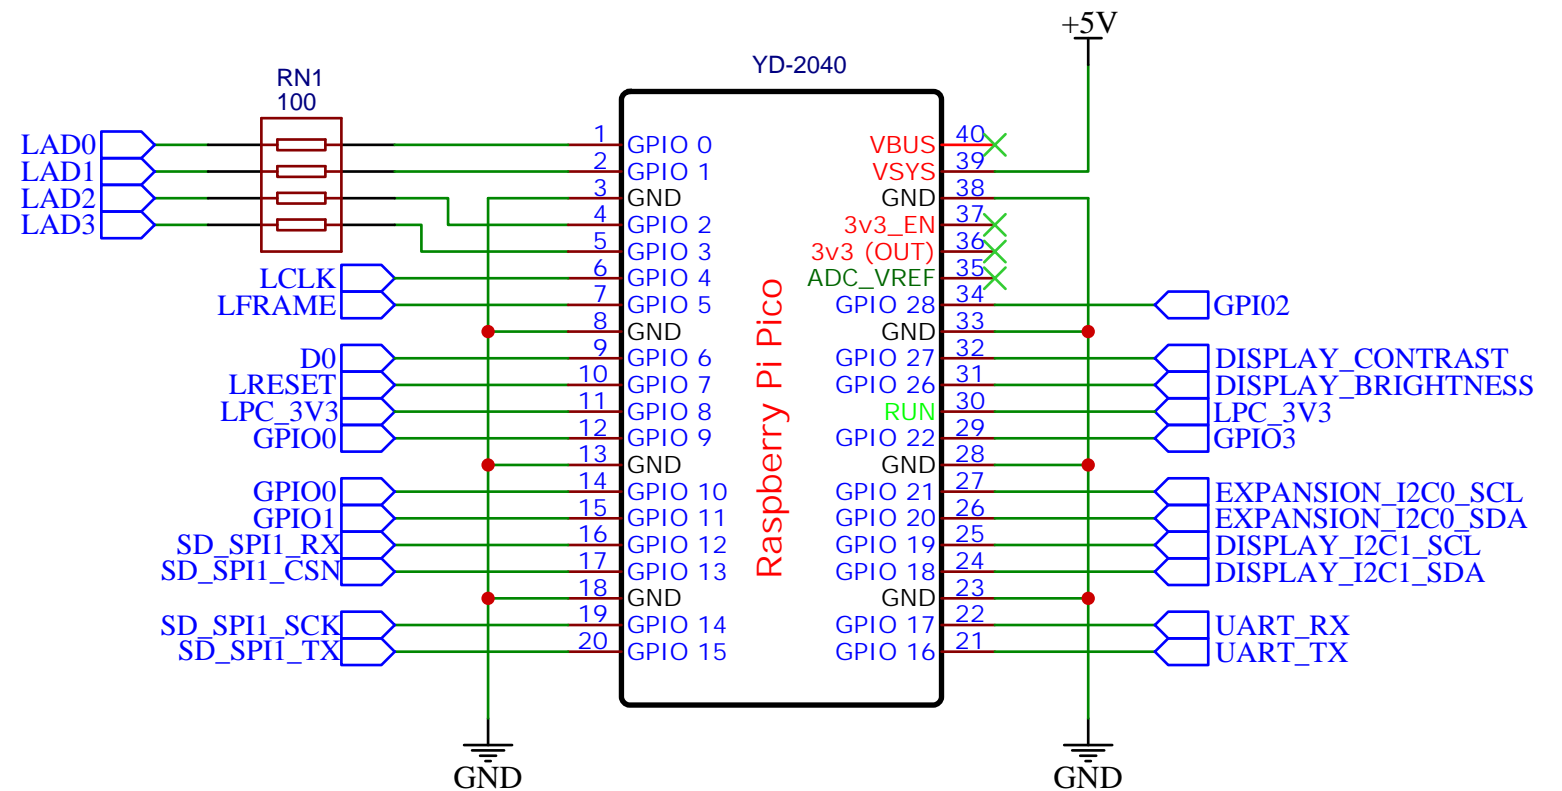 +5V
YD-2040
RN1
100
LAD0 1 GPIO 0 VBUS 40
LAD1 2 GPIO 1 VSYS 39
LAD2 3 GND GND 38
LAD3 4 GPIO 2 3v3_EN 37
5 GPIO 3 3v3 (OUT) 36
LCLK 6 GPIO 4 ADC_VREF 35
LFRAME 7 GPIO 5 GPIO 28 34 GPI02
8 GND GND 33
D0 9 GPIO 6 GPIO 27 32 DISPLAY_CONTRAST
LRESET 10 GPIO 7 GPIO 26 31 DISPLAY_BRIGHTNESS
LPC_3V3 11 GPIO 8 RUN 30 LPC_3V3
GPIO0 12 GPIO 9 GPIO 22 29 GPIO3
13 GND GND 28
GPIO0 14 GPIO 10 GPIO 21 27 EXPANSION_I2C0_SCL
GPIO1 15 GPIO 11 GPIO 20 26 EXPANSION_I2C0_SDA
SD_SPI1_RX 16 GPIO 12 GPIO 19 25 DISPLAY_I2C1_SCL
SD_SPI1_CSN 17 GPIO 13 GPIO 18 24 DISPLAY_I2C1_SDA
18 GND GND 23
SD_SPI1_SCK 19 GPIO 14 GPIO 17 22 UART_RX
SD_SPI1_TX 20 GPIO 15 GPIO 16 21 UART_TX
Raspberry Pi Pico
GND GND